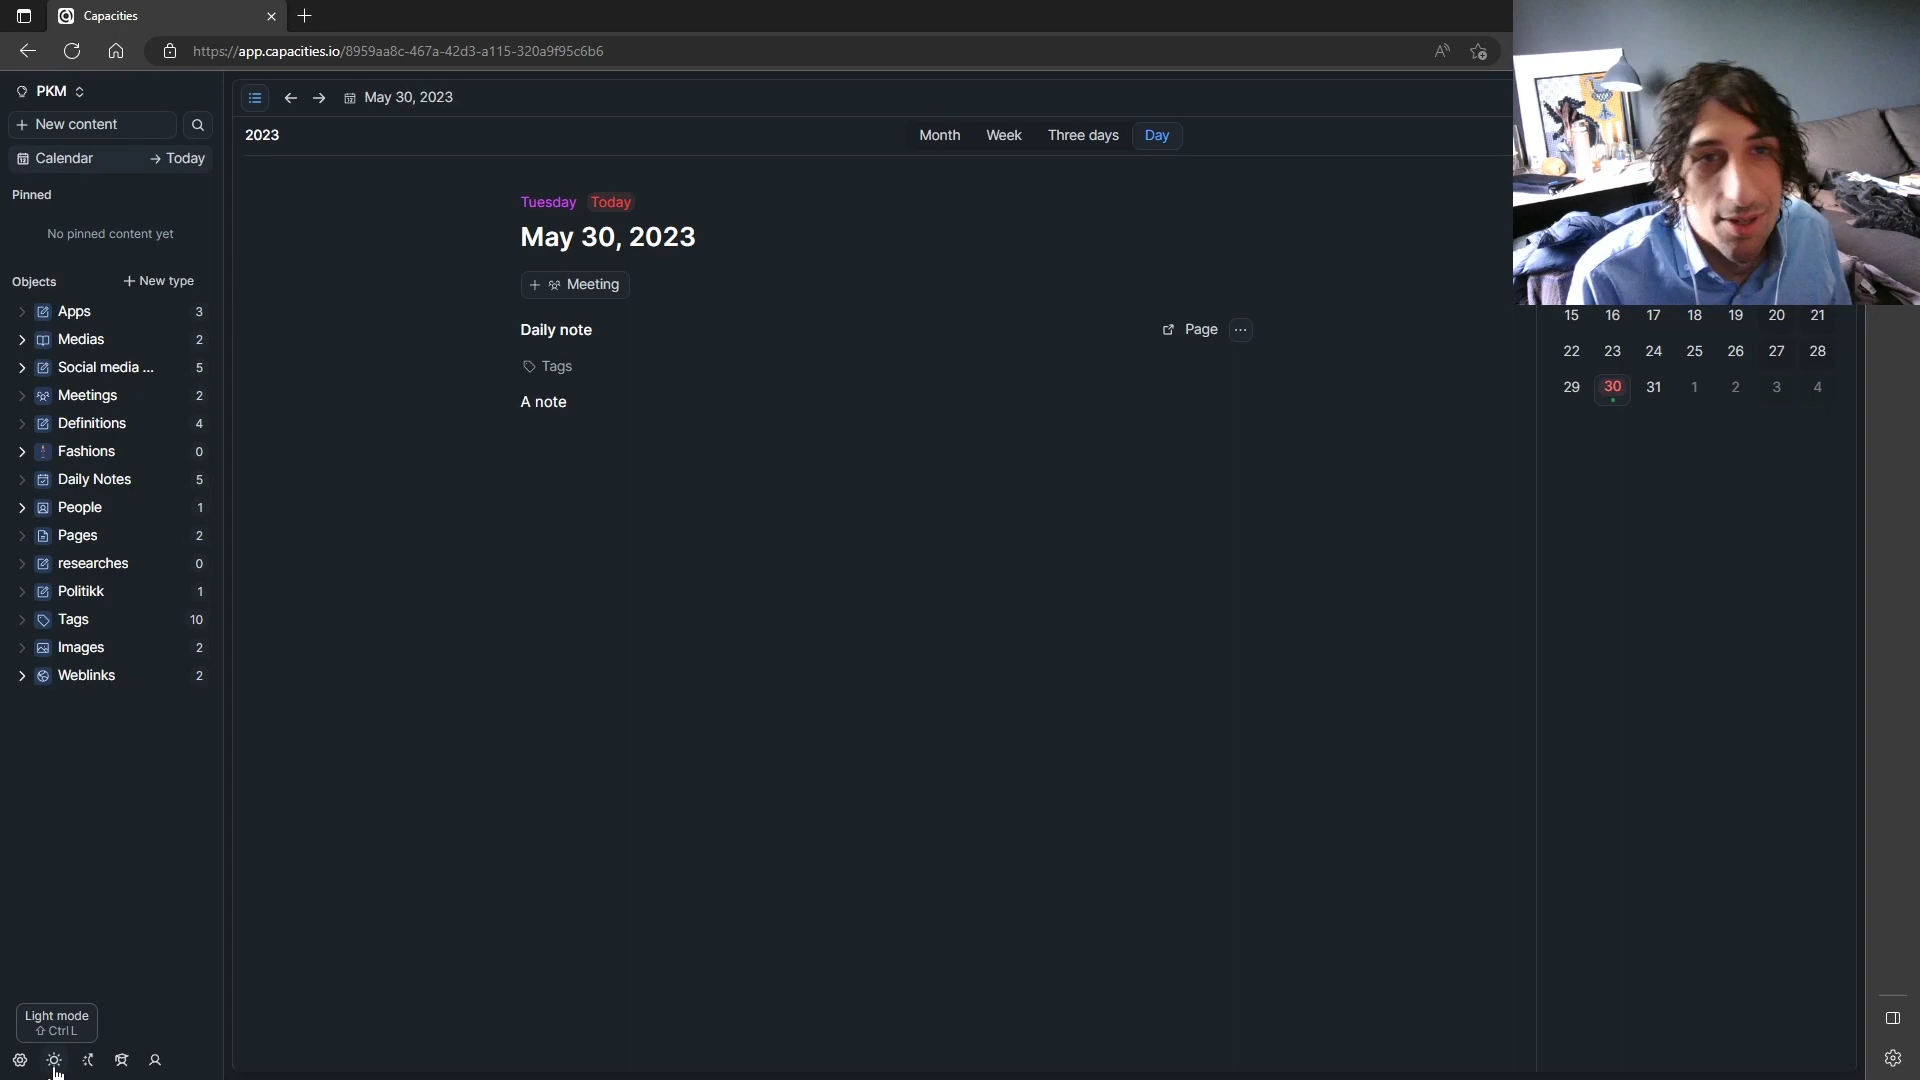 Capacities
https://app.capacities.io/8959aa8c-467a-42d3-a115-320a9f95c6b6
PKM
May 30, 2023
New content
2023
Month Week Three days Day
Calendar Today
Pinned
No pinned content yet
Tuesday Today
May 30, 2023
Objects New type
Meeting
Apps 3
Medias 2
Social media ... 5
Meetings 2
Definitions 4
Fashions 0
Daily Notes 5
People 1
Pages 2
researches 0
Politikk 1
Tags 10
Images 2
Weblinks 2
Daily note Page
Tags
A note
15 16 17 18 19 20 21
22 23 24 25 26 27 28
29 30 31 1 2 3 4
Light mode
⇧ Ctrl L